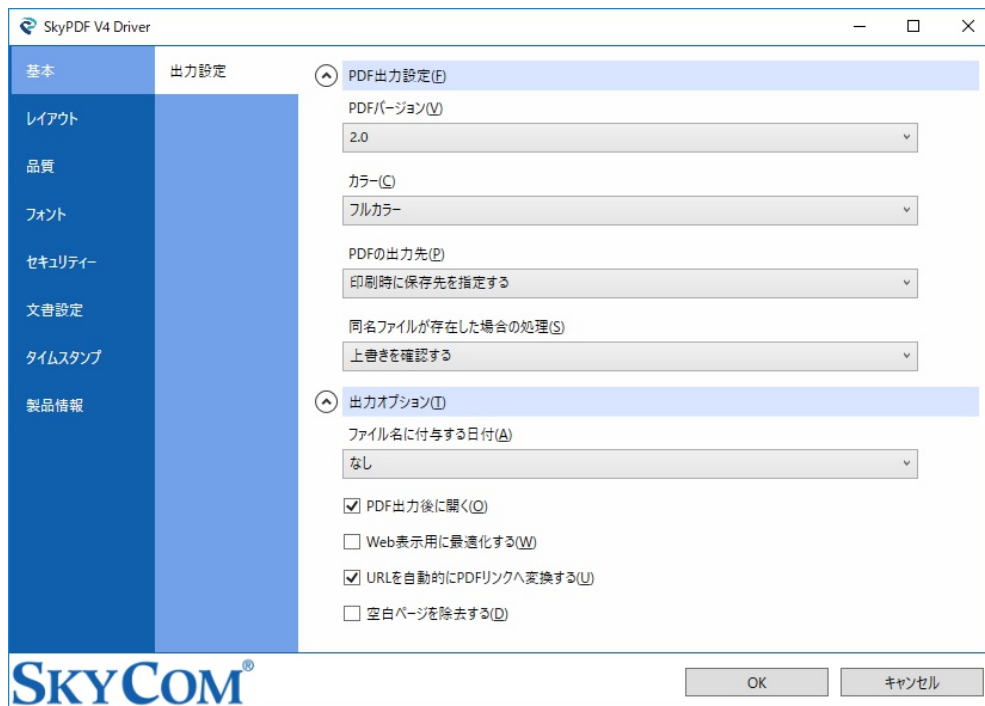 SkyPDF V4 Driver
基本
レイアウト
品質
フォント
セキュリティー
文書設定
タイムスタンプ
製品情報
出力設定
PDF出力設定(F)
PDFバージョン(V)
2.0
カラー(C)
フルカラー
PDFの出力先(P)
印刷時に保存先を指定する
同名ファイルが存在した場合の処理(S)
上書きを確認する
出力オプション(T)
ファイル名に付与する日付(A)
なし
PDF出力後に開く(O)
Web表示用に最適化する(W)
URLを自動的にPDFリンクへ変換する(U)
空白ページを除去する(D)
SKYCOM®
OK
キャンセル